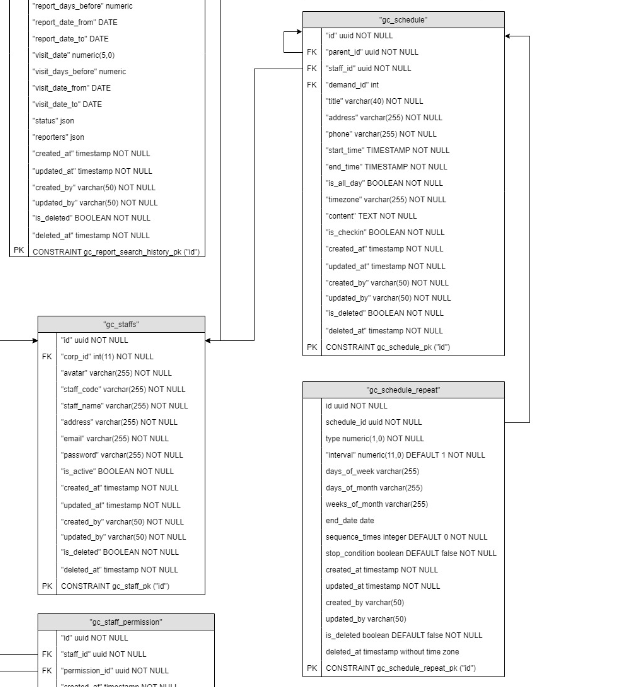 "report_days_before" numeric
"report_date_from" DATE
"report_date_to" DATE
"visit_date" numeric(5,0)
"visit_days_before" numeric
"visit_date_from" DATE
"visit_date_to" DATE
"status" json
"reporters" json
"created_at" timestamp NOT NULL
"updated_at" timestamp NOT NULL
"created_by" varchar(50) NOT NULL
"updated_by" varchar(50) NOT NULL
"is_deleted" BOOLEAN NOT NULL
"deleted_at" timestamp NOT NULL
PK CONSTRAINT gc_report_search_history_pk ("id")
"gc_schedule"
"id" uuid NOT NULL
FK "parent_id" uuid NOT NULL
FK "staff_id" uuid NOT NULL
FK "demand_id" int
"title" varchar(40) NOT NULL
"address" varchar(255) NOT NULL
"phone" varchar(255) NOT NULL
"start_time" TIMESTAMP NOT NULL
"end_time" TIMESTAMP NOT NULL
"is_all_day" BOOLEAN NOT NULL
"timezone" varchar(255) NOT NULL
"content" TEXT NOT NULL
"is_checkin" BOOLEAN NOT NULL
"created_at" timestamp NOT NULL
"updated_at" timestamp NOT NULL
"created_by" varchar(50) NOT NULL
"updated_by" varchar(50) NOT NULL
"is_deleted" BOOLEAN NOT NULL
"deleted_at" timestamp NOT NULL
PK CONSTRAINT gc_schedule_pk ("id")
"gc_staffs"
"id" uuid NOT NULL
FK "corp_id" int(11) NOT NULL
"avatar" varchar(255) NOT NULL
"staff_code" varchar(255) NOT NULL
"staff_name" varchar(255) NOT NULL
"address" varchar(255) NOT NULL
"email" varchar(255) NOT NULL
"password" varchar(255) NOT NULL
"is_active" BOOLEAN NOT NULL
"created_at" timestamp NOT NULL
"updated_at" timestamp NOT NULL
"created_by" varchar(50) NOT NULL
"updated_by" varchar(50) NOT NULL
"is_deleted" BOOLEAN NOT NULL
"deleted_at" timestamp NOT NULL
PK CONSTRAINT gc_staff_pk ("id")
"gc_schedule_repeat"
id uuid NOT NULL
schedule_id uuid NOT NULL
type numeric(1,0) NOT NULL
"interval" numeric(11,0) DEFAULT 1 NOT NULL
days_of_week varchar(255)
days_of_month varchar(255)
weeks_of_month varchar(255)
end_date date
sequence_times integer DEFAULT 0 NOT NULL
stop_condition boolean DEFAULT false NOT NULL
created_at timestamp NOT NULL
updated_at timestamp NOT NULL
created_by varchar(50)
updated_by varchar(50)
is_deleted boolean DEFAULT false NOT NULL
deleted_at timestamp without time zone
PK CONSTRAINT gc_schedule_repeat_pk ("id")
"gc_staff_permission"
"id" uuid NOT NULL
FK "staff_id" uuid NOT NULL
FK "permission_id" uuid NOT NULL
"created_at" timestamp NOT NULL